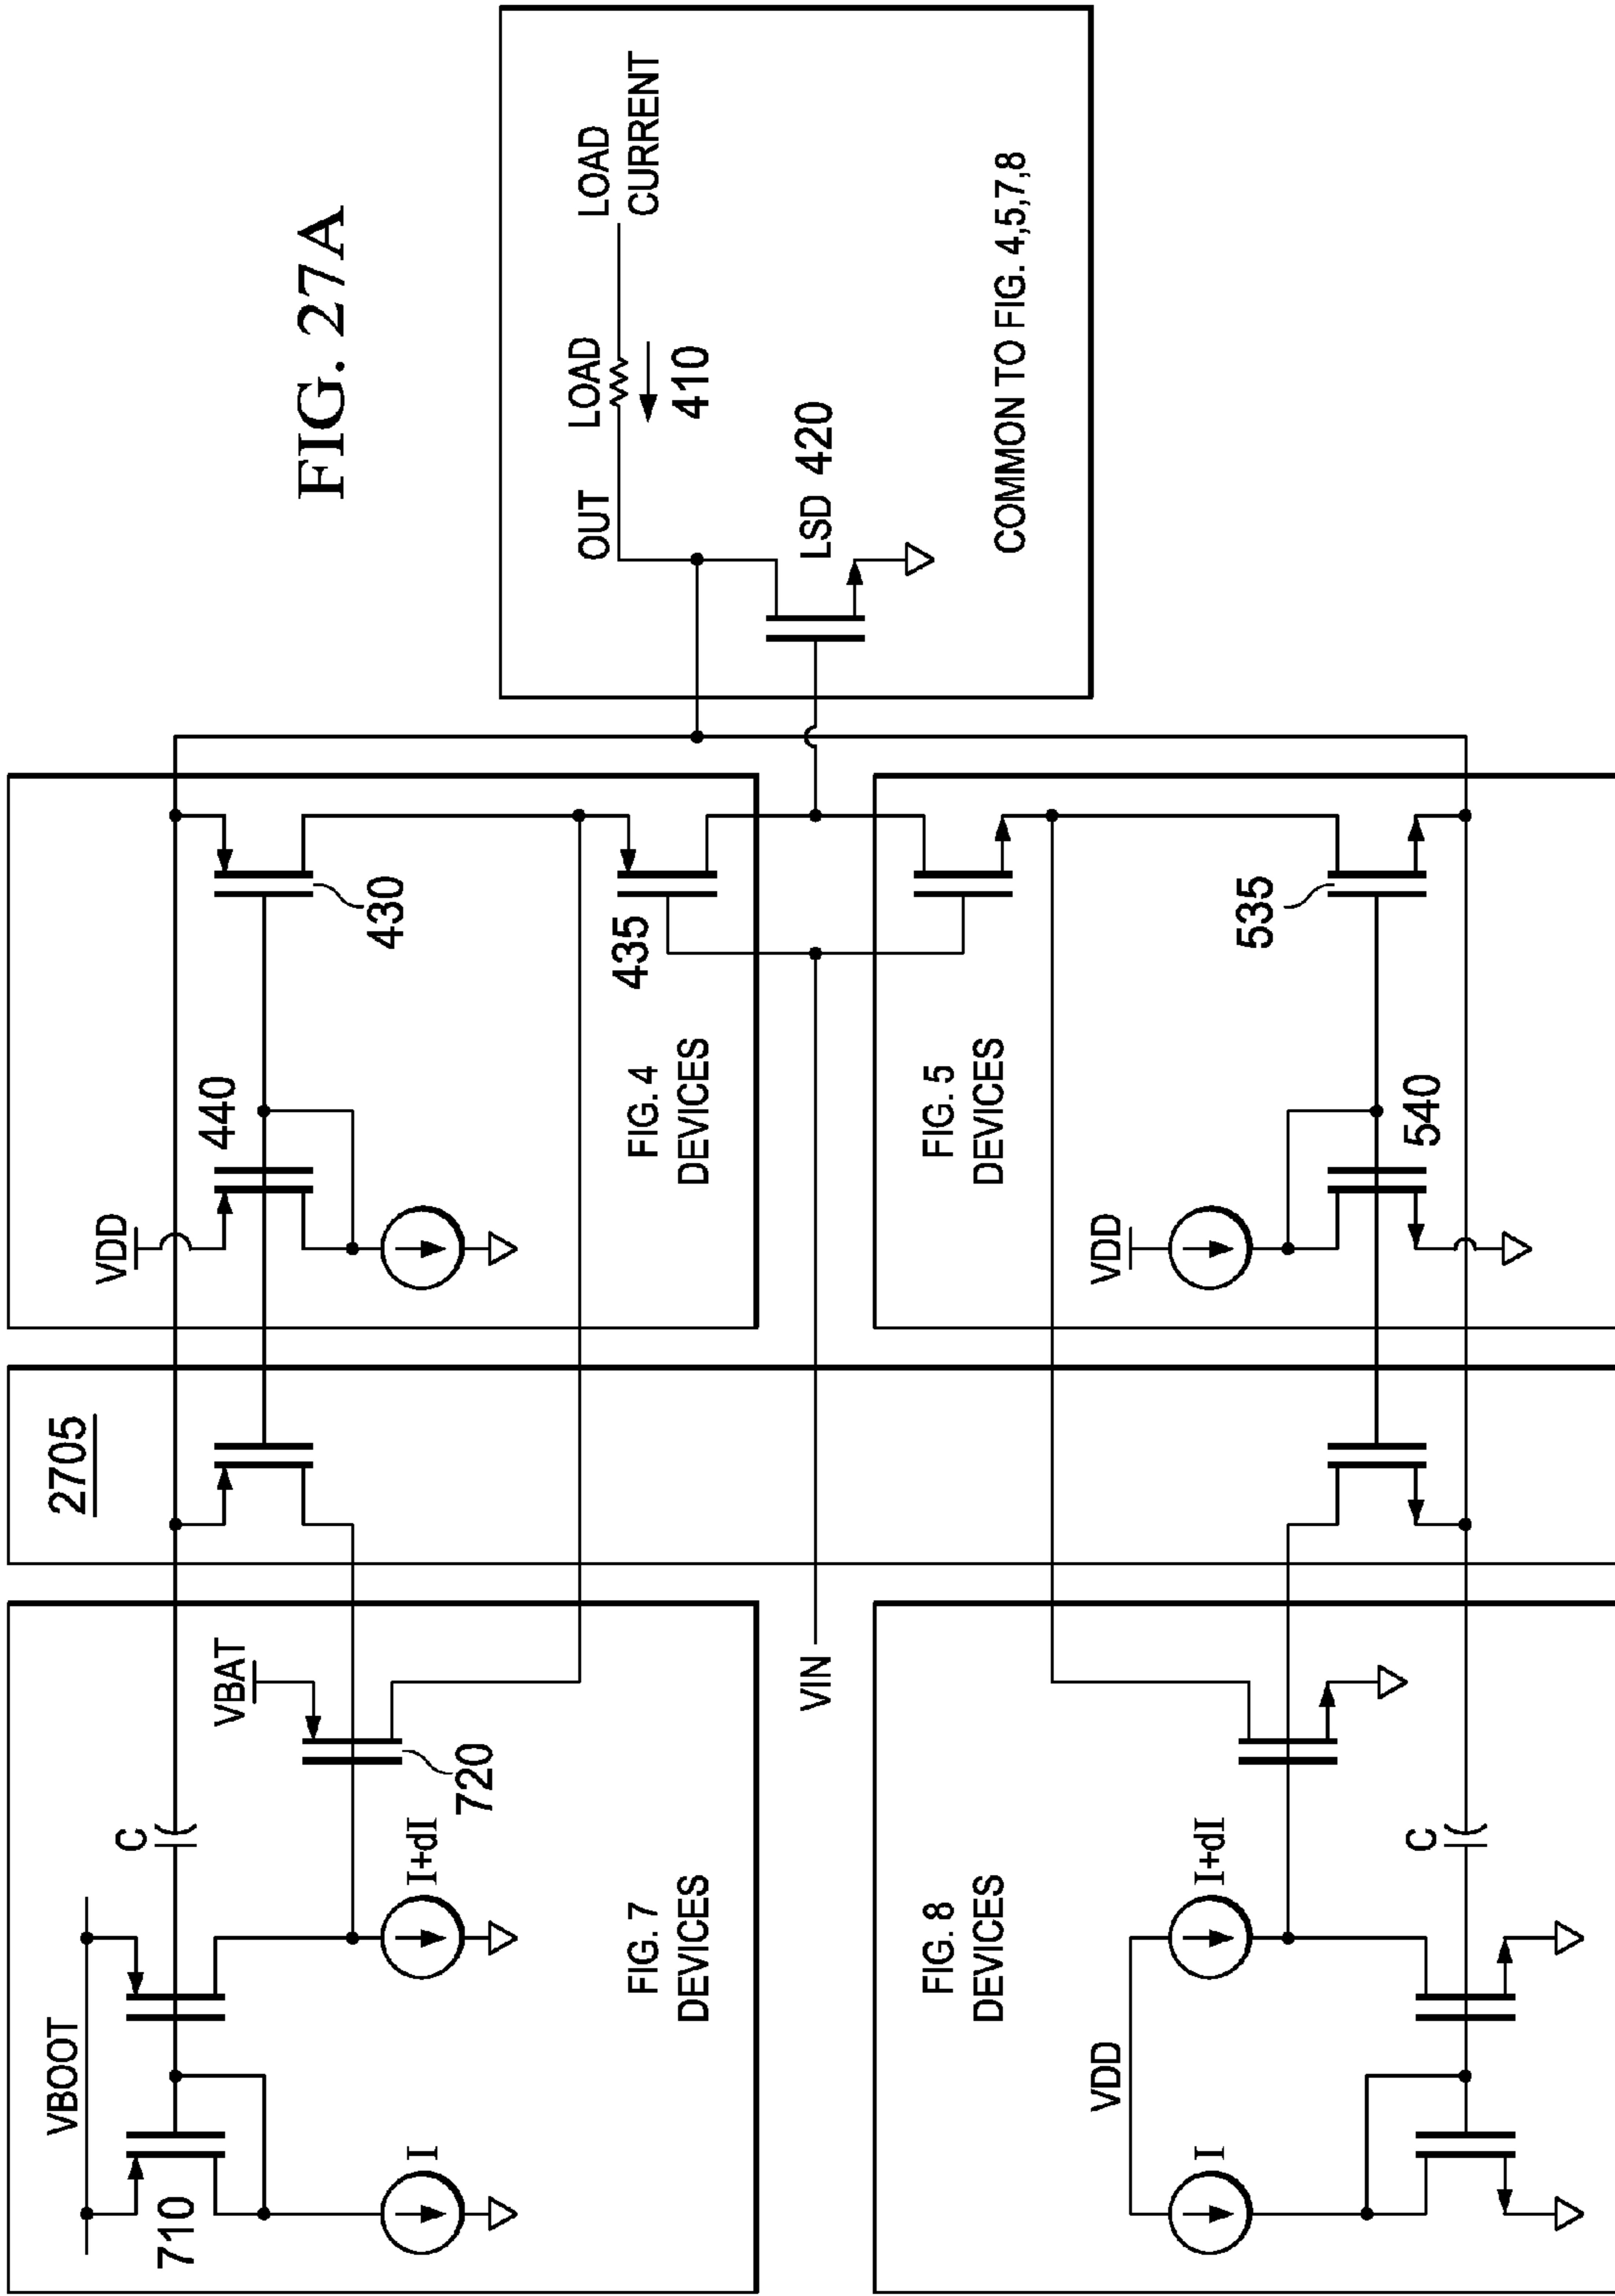 FIG. 27A
VBOOT
710
I
C
I+dI
VBAT
720
FIG. 7
DEVICES
2705
VDD
440
430
435
FIG. 4
DEVICES
VIN
OUT
LOAD
LOAD
CURRENT
410
LSD 420
COMMON TO FIG. 4,5,7,8
FIG. 8
DEVICES
VDD
I
I+dI
C
FIG. 5
DEVICES
VDD
540
535